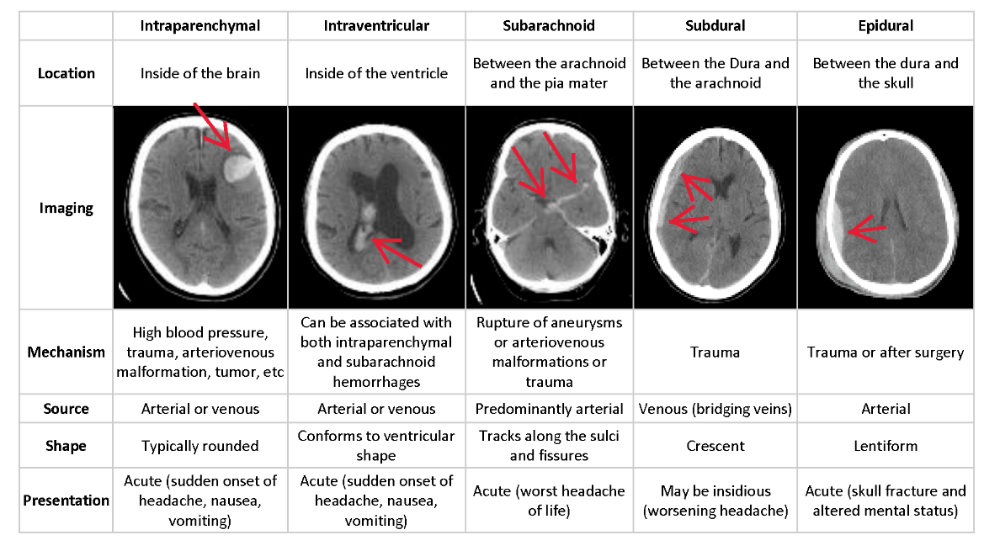 Intraparenchymal Intraventricular Subarachnoid Subdural Epidural
Location
Inside of the brain
Inside of the ventricle
Between the arachnoid
and the pia mater
Between the Dura and
the arachnoid
Between the dura and
the skull
Imaging
Mechanism
High blood pressure,
trauma, arteriovenous
malformation, tumor, etc
Can be associated with
both intraparenchymal
and subarachnoid
hemorrhages
Rupture of aneurysms
or arteriovenous
malformations or
trauma
Trauma
Trauma or after surgery
Source
Arterial or venous
Arterial or venous
Predominantly arterial
Venous (bridging veins)
Arterial
Shape
Typically rounded
Conforms to ventricular
shape
Tracks along the sulci
and fissures
Crescent
Lentiform
Presentation
Acute (sudden onset of
headache, nausea,
vomiting)
Acute (sudden onset of
headache, nausea,
vomiting)
Acute (worst headache
of life)
May be insidious
(worsening headache)
Acute (skull fracture and
altered mental status)